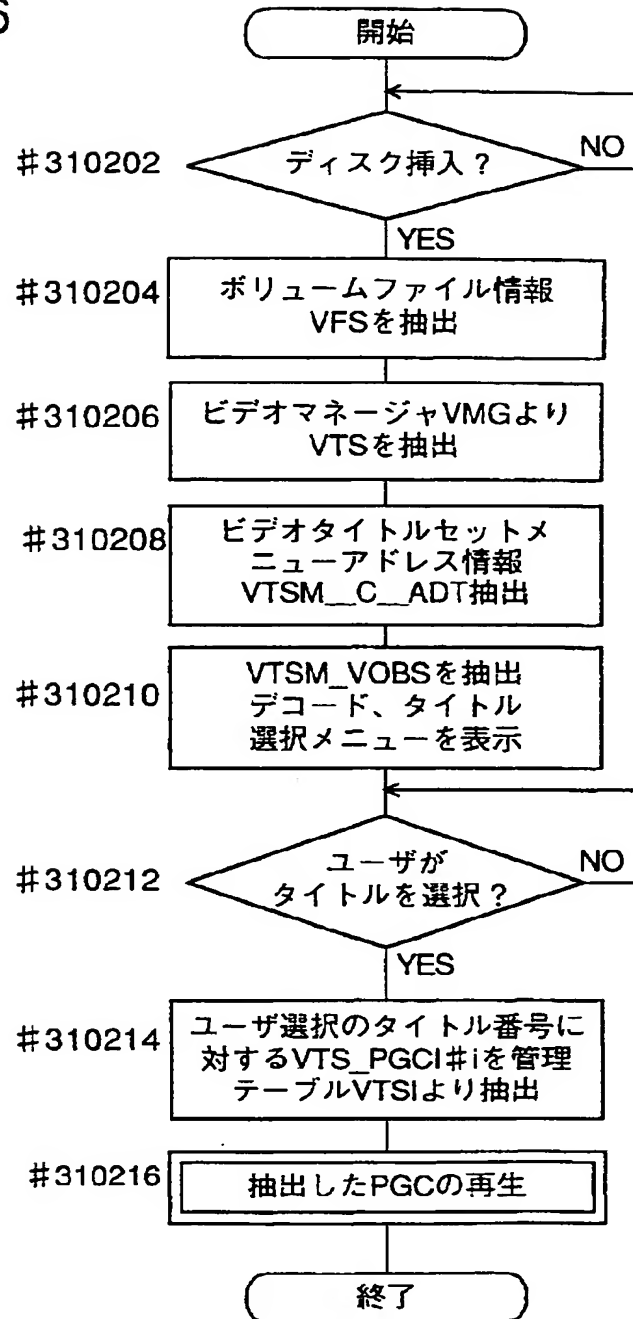 6
開始
#310202
ディスク挿入?
NO
YES
#310204
ボリュームファイル情報
VFSを抽出
#310206
ビデオマネージャVMGより
VTSを抽出
#310208
ビデオタイトルセットメ
ニューアドレス情報
VTSM__C__ADT抽出
#310210
VTSM_VOBSを抽出
デコード、タイトル
選択メニューを表示
#310212
ユーザが
タイトルを選択?
NO
YES
#310214
ユーザ選択のタイトル番号に
対するVTS_PGCI#iを管理
テーブルVTSIより抽出
#310216
抽出したPGCの再生
終了